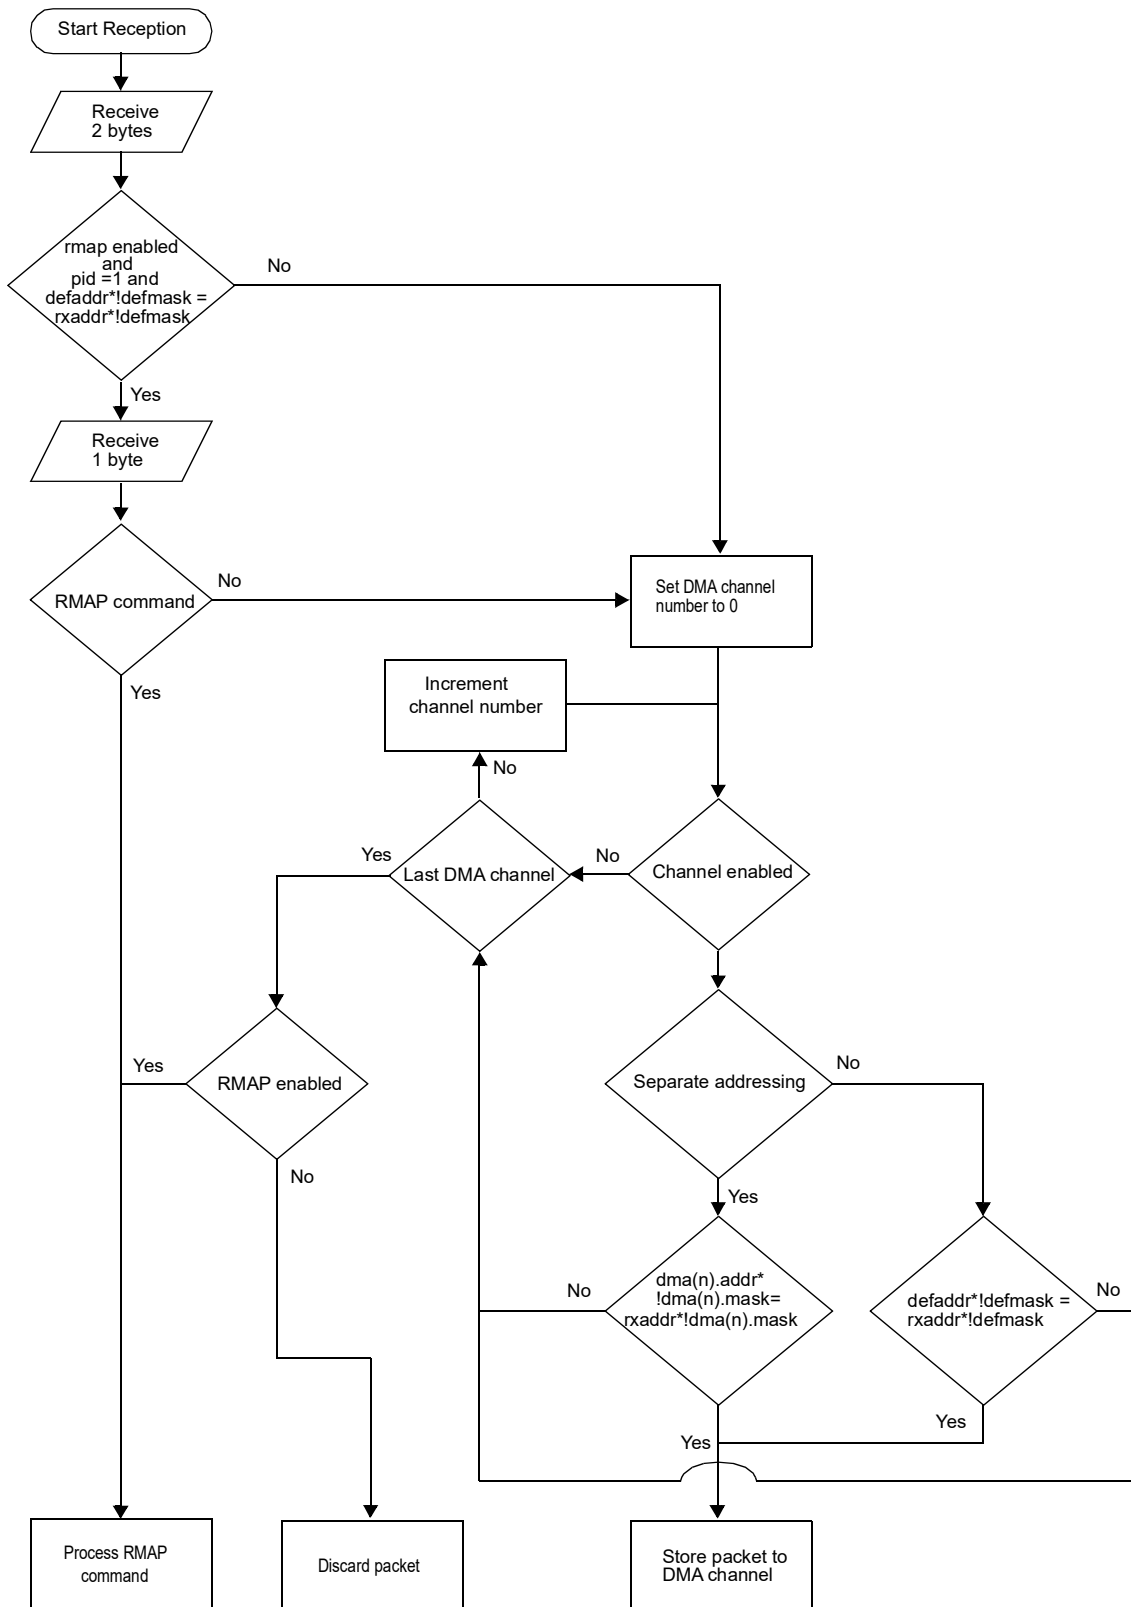 Start Reception
Receive
2 bytes
rmap enabled
and
pid =1 and
defaddr*!defmask =
rxaddr*!defmask
No
Yes
Receive
1 byte
RMAP command
No
Yes
Set DMA channel
number to 0
Increment
channel number
No
Yes
Last DMA channel
No
Channel enabled
Yes
RMAP enabled
No
Separate addressing
No
Yes
No
dma(n).addr*
!dma(n).mask=
rxaddr*!dma(n).mask
defaddr*!defmask =
rxaddr*!defmask
No
Yes
Yes
Process RMAP
command
Discard packet
Store packet to
DMA channel